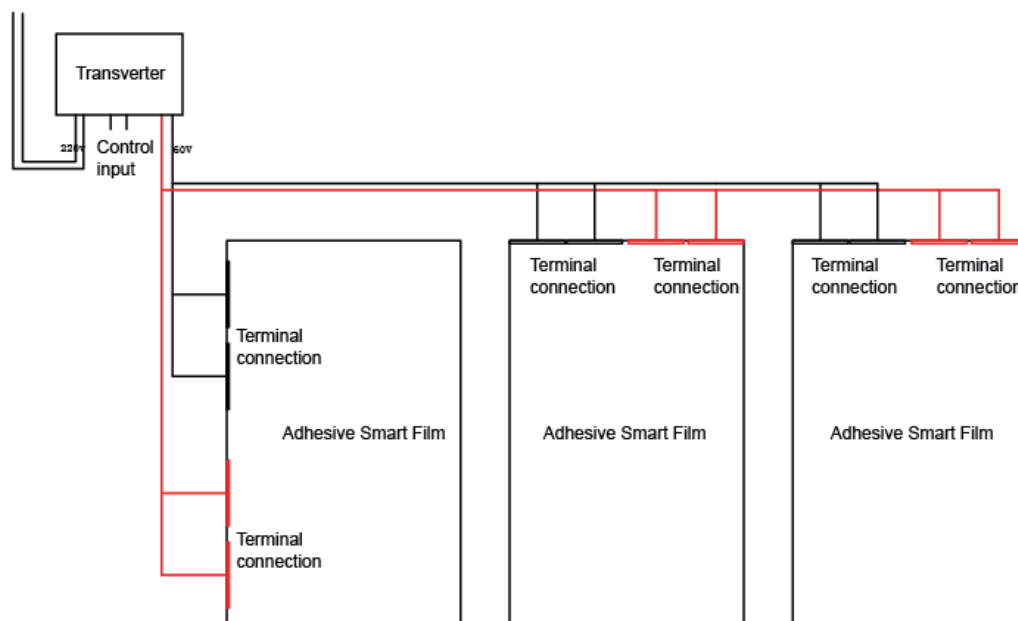 Transverter
220V
Control
input
60V
Terminal
connection
Terminal
connection
Terminal
connection
Terminal
connection
Terminal
connection
Adhesive Smart Film
Adhesive Smart Film
Adhesive Smart Film
Terminal
connection